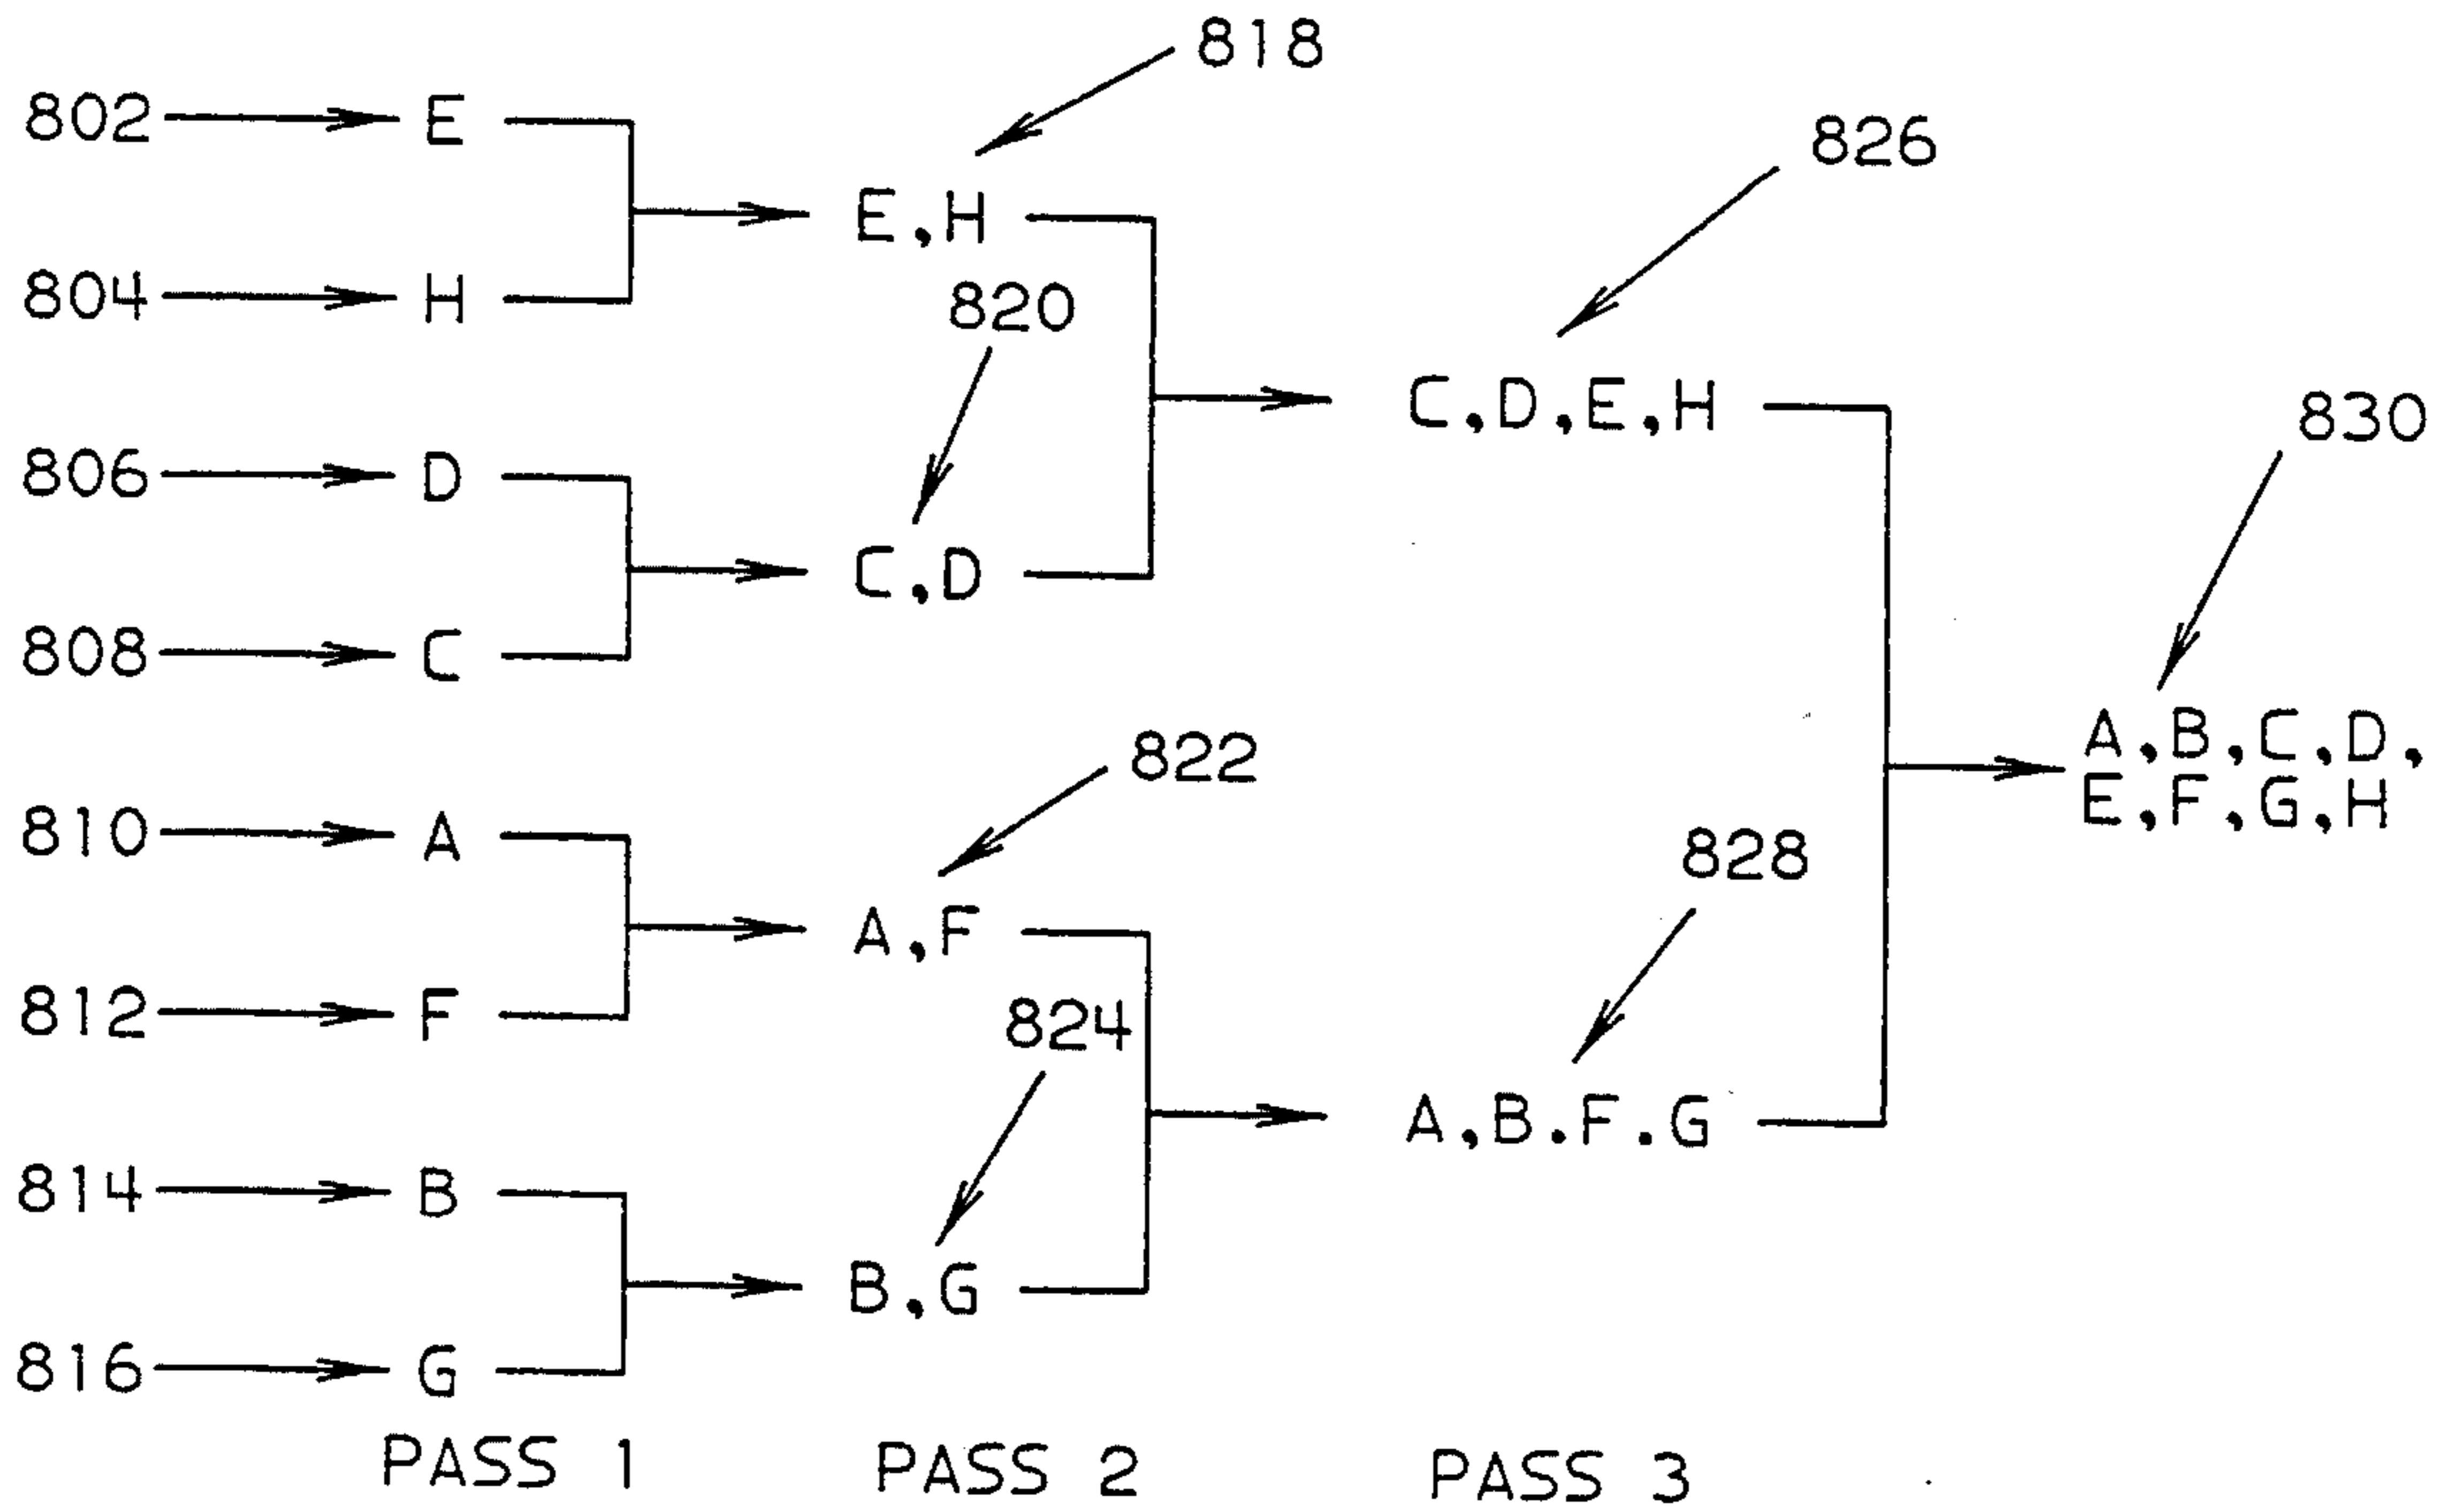 818
802 E
826
E,H
804 H
820
C,D,E,H
830
806 D
C,D
808 C
822
A,B,C,D,
E,F,G,H
810 A
828
A,F
812 F
824
A,B.F.G
814 B
B,G
816 G
PASS 1 PASS 2 PASS 3